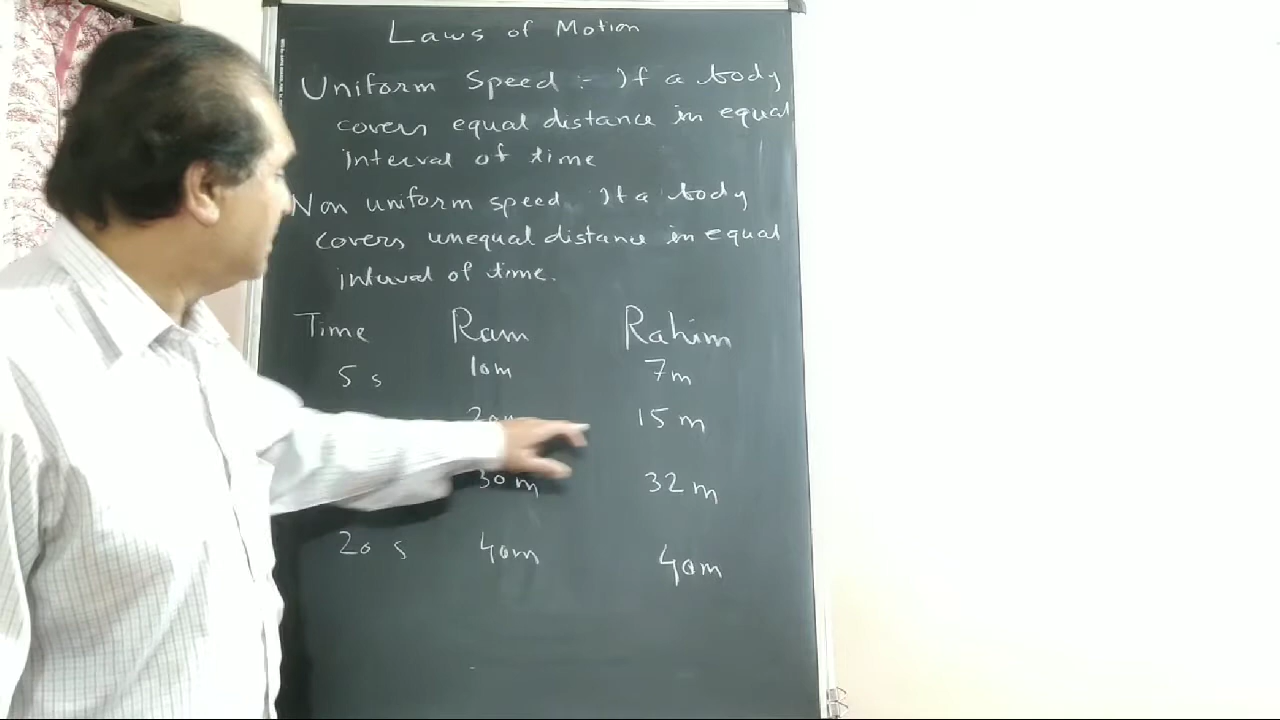 Laws of Motion
Uniform Speed :- If a body
covers equal distance in equal
interval of time
Non uniform speed If a body
covers unequal distance in equal
interval of time.
Time Ram Rahim
5 s 10m 7m
20m 15 m
30 m 32 m
20 s 40m 40m